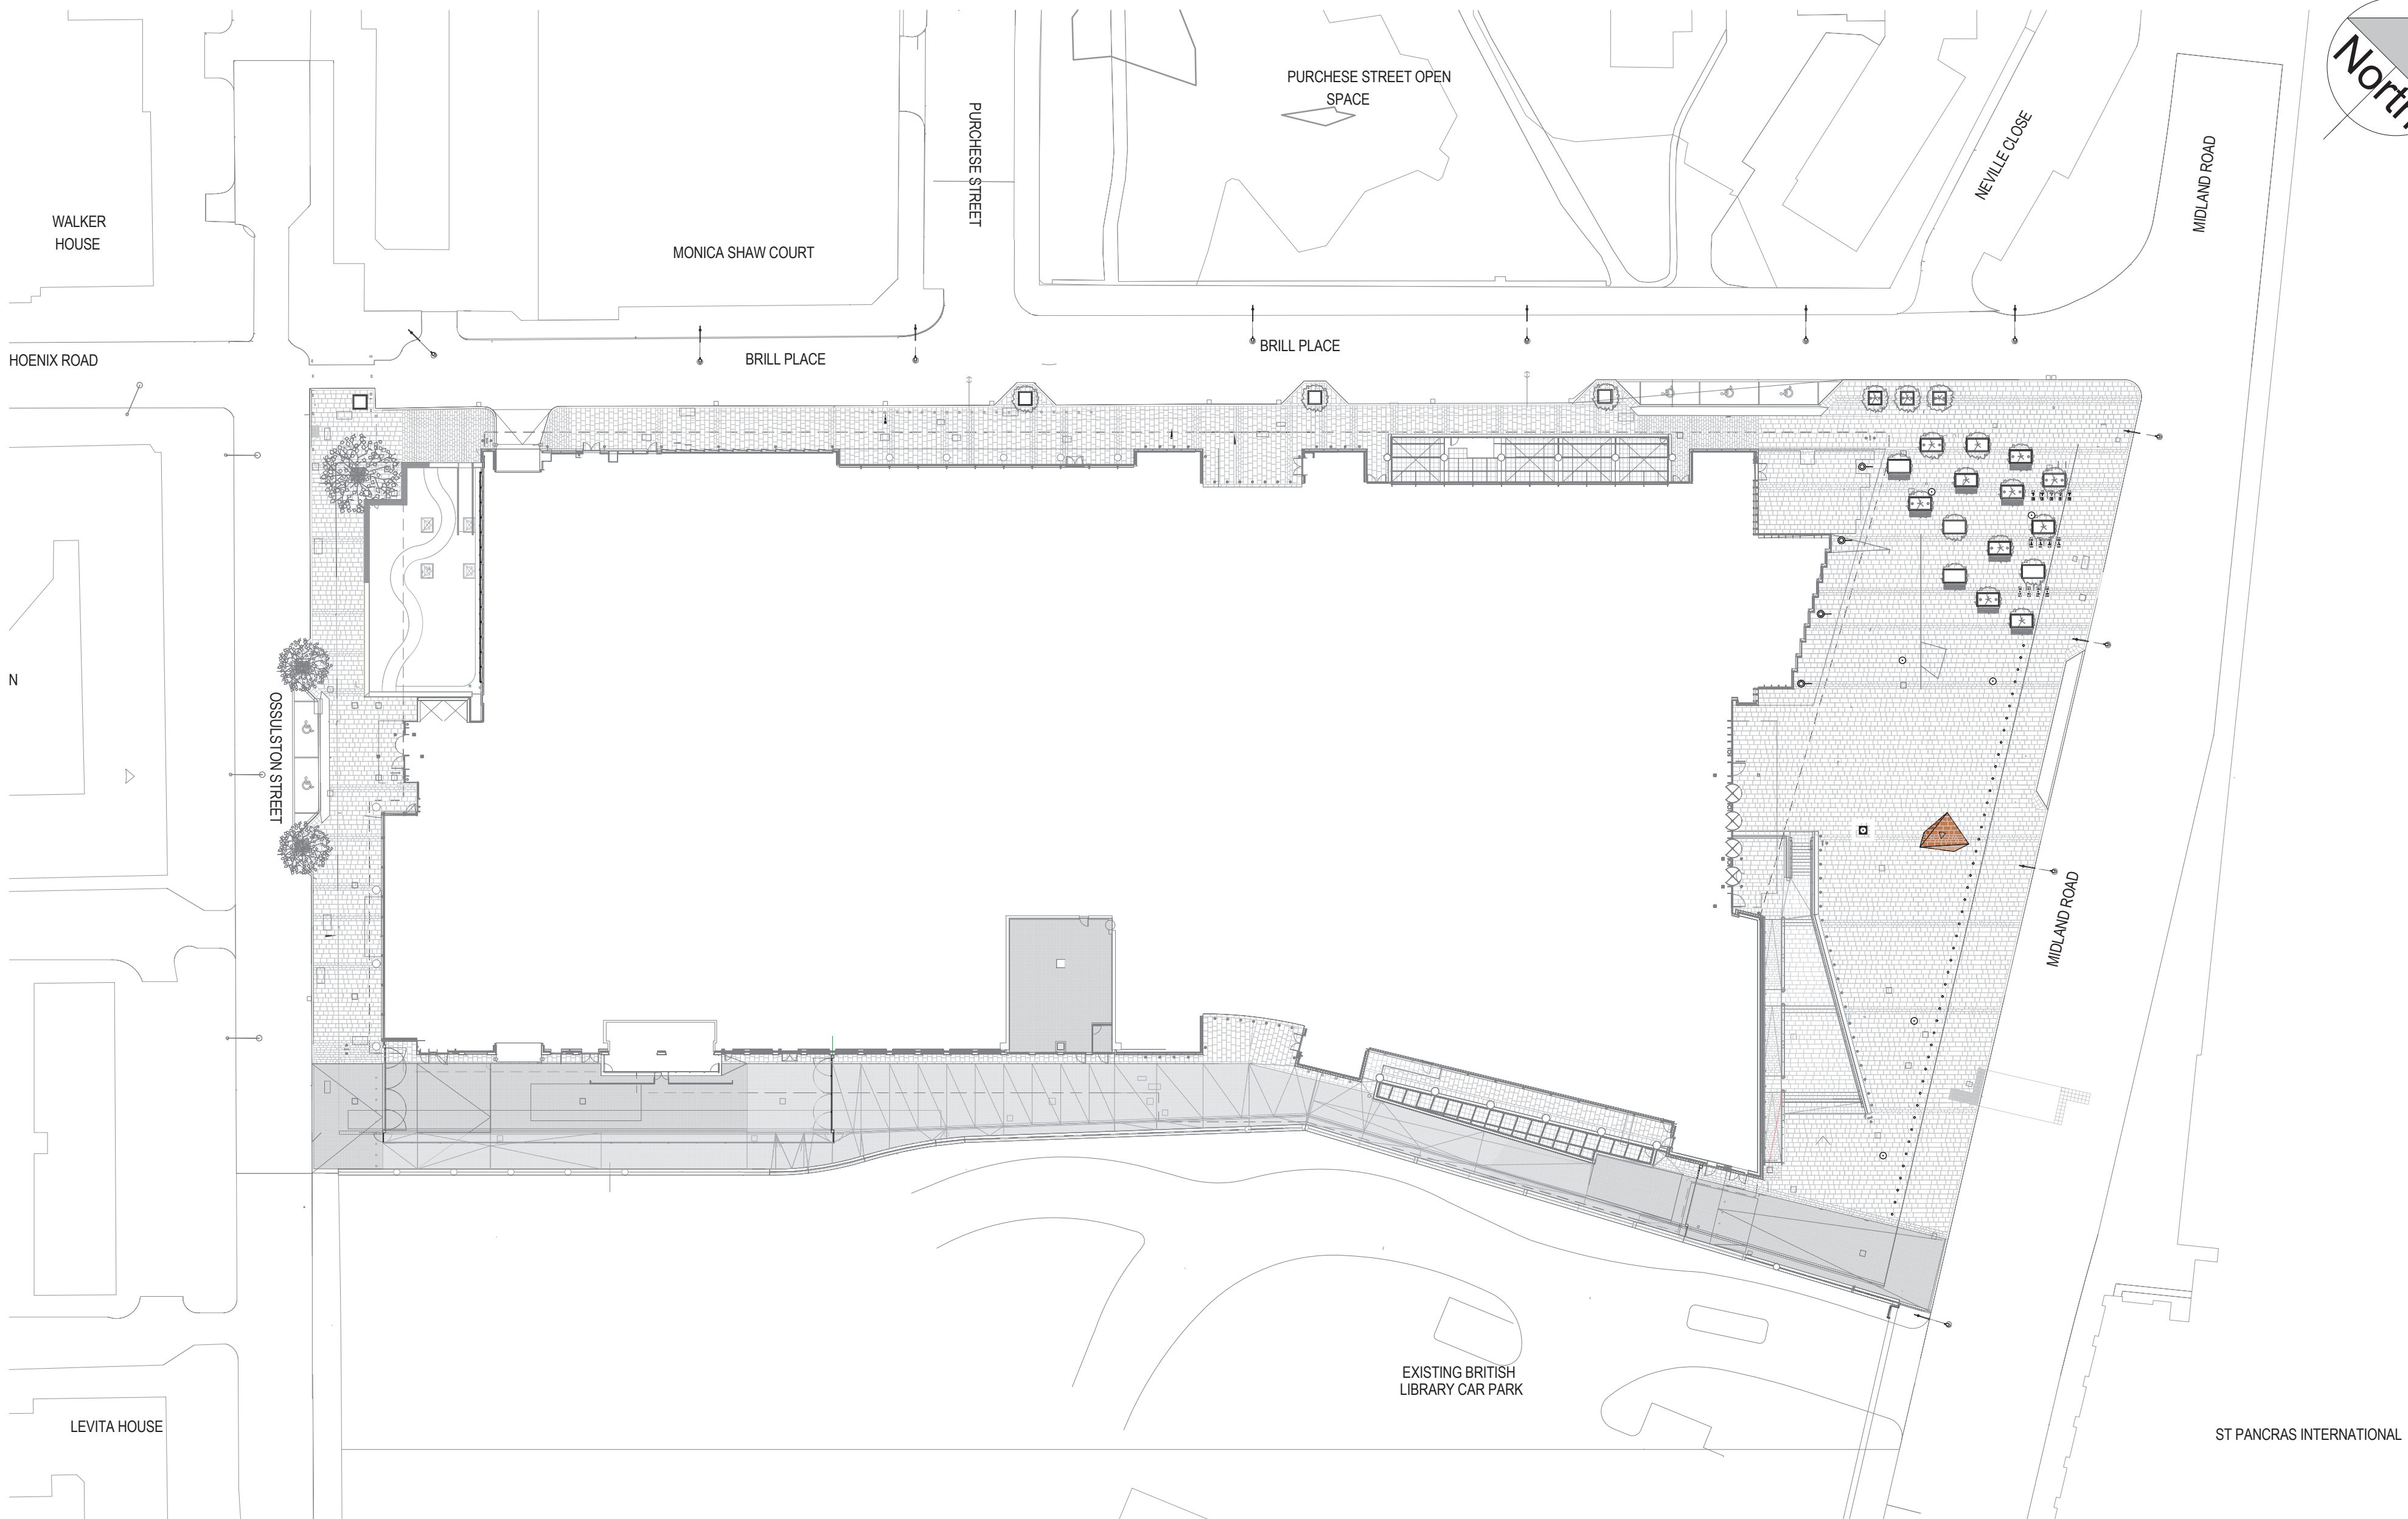 North
PURCHESE STREET OPEN
SPACE
PURCHESE STREET
NEVILLE CLOSE
MIDLAND ROAD
WALKER
HOUSE
MONICA SHAW COURT
HOENIX ROAD
BRILL PLACE
BRILL PLACE
N
OSSULSTON STREET
MIDLAND ROAD
EXISTING BRITISH
LIBRARY CAR PARK
LEVITA HOUSE
ST PANCRAS INTERNATIONAL